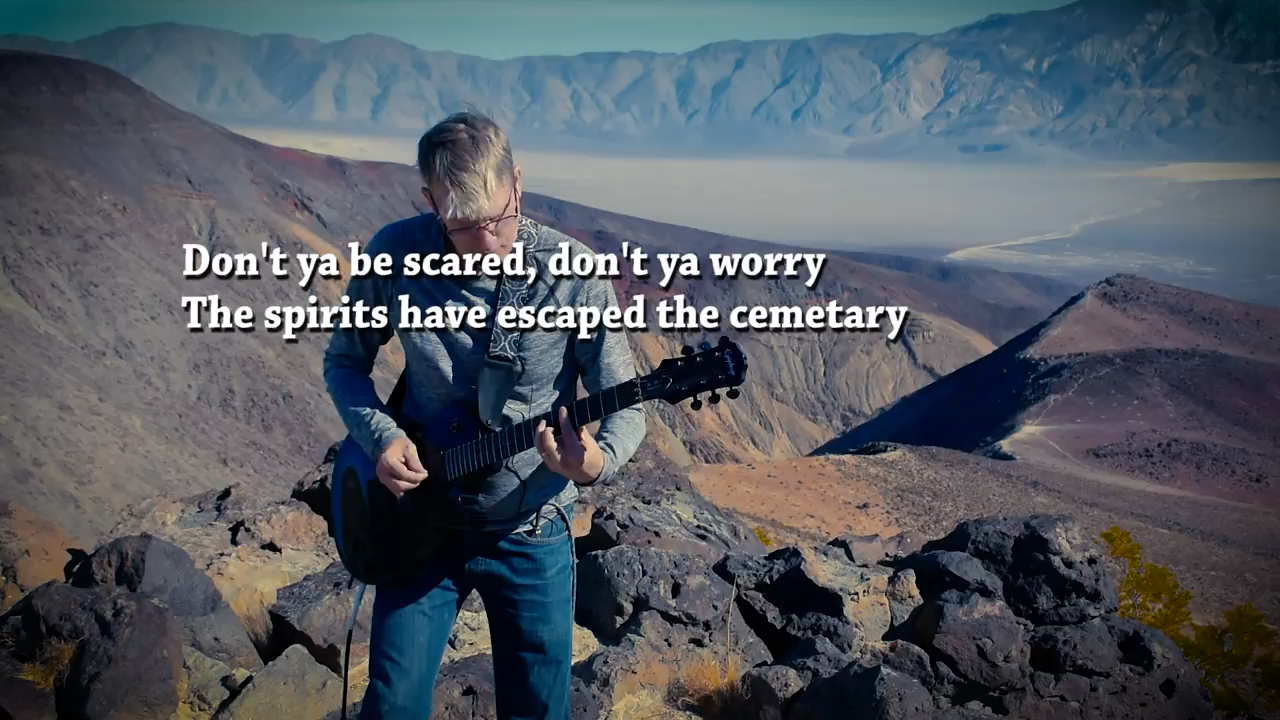 Don't ya be scared, don't ya worry
The spirits have escaped the cemetary